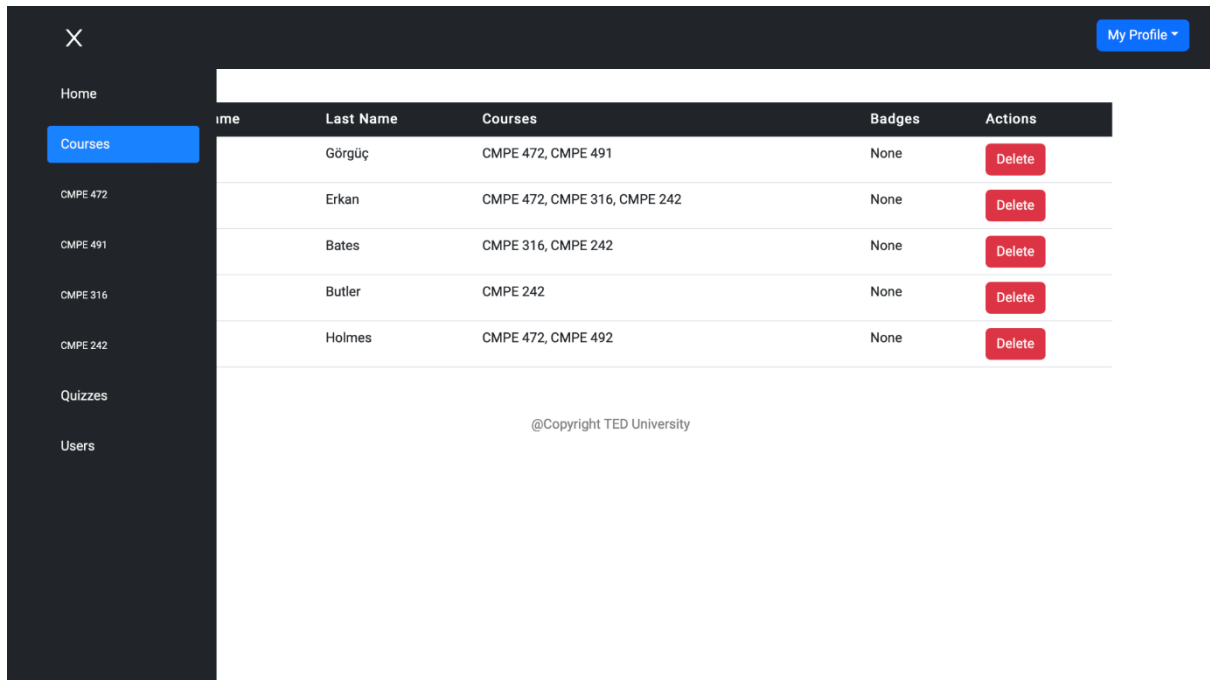 X
My Profile
Home
Courses
CMPE 472
CMPE 491
CMPE 316
CMPE 242
Quizzes
Users
Last Name Courses Badges Actions
Görgüç CMPE 472, CMPE 491 None Delete
Erkan CMPE 472, CMPE 316, CMPE 242 None Delete
Bates CMPE 316, CMPE 242 None Delete
Butler CMPE 242 None Delete
Holmes CMPE 472, CMPE 492 None Delete
@Copyright TED University